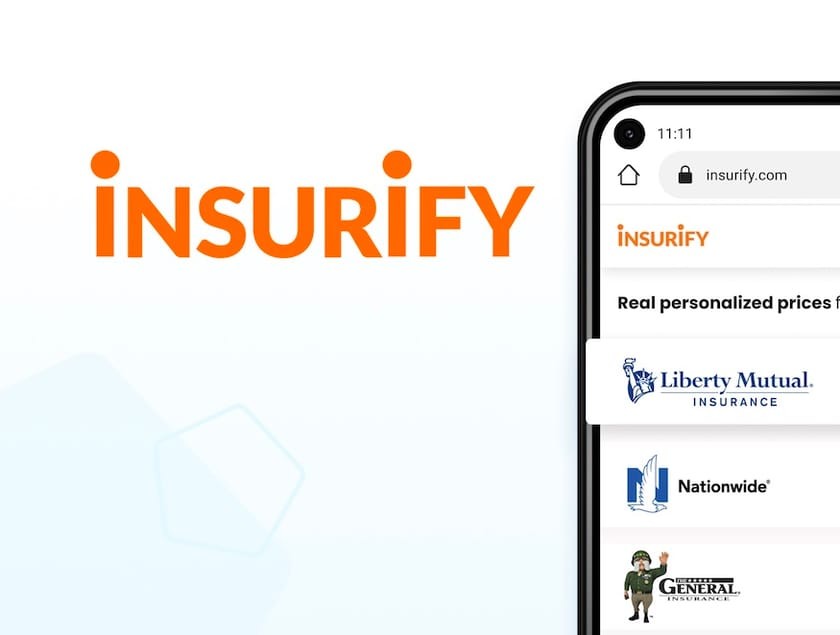 iNSURiFY
11:11
insurify.com
iNSURiFY
Real personalized prices f
Liberty Mutual®
INSURANCE
Nationwide®
THE
GENERAL®
INSURANCE